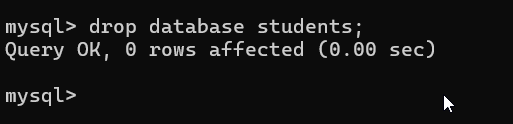 mysql> drop database students;
Query OK, 0 rows affected (0.00 sec)
mysql>